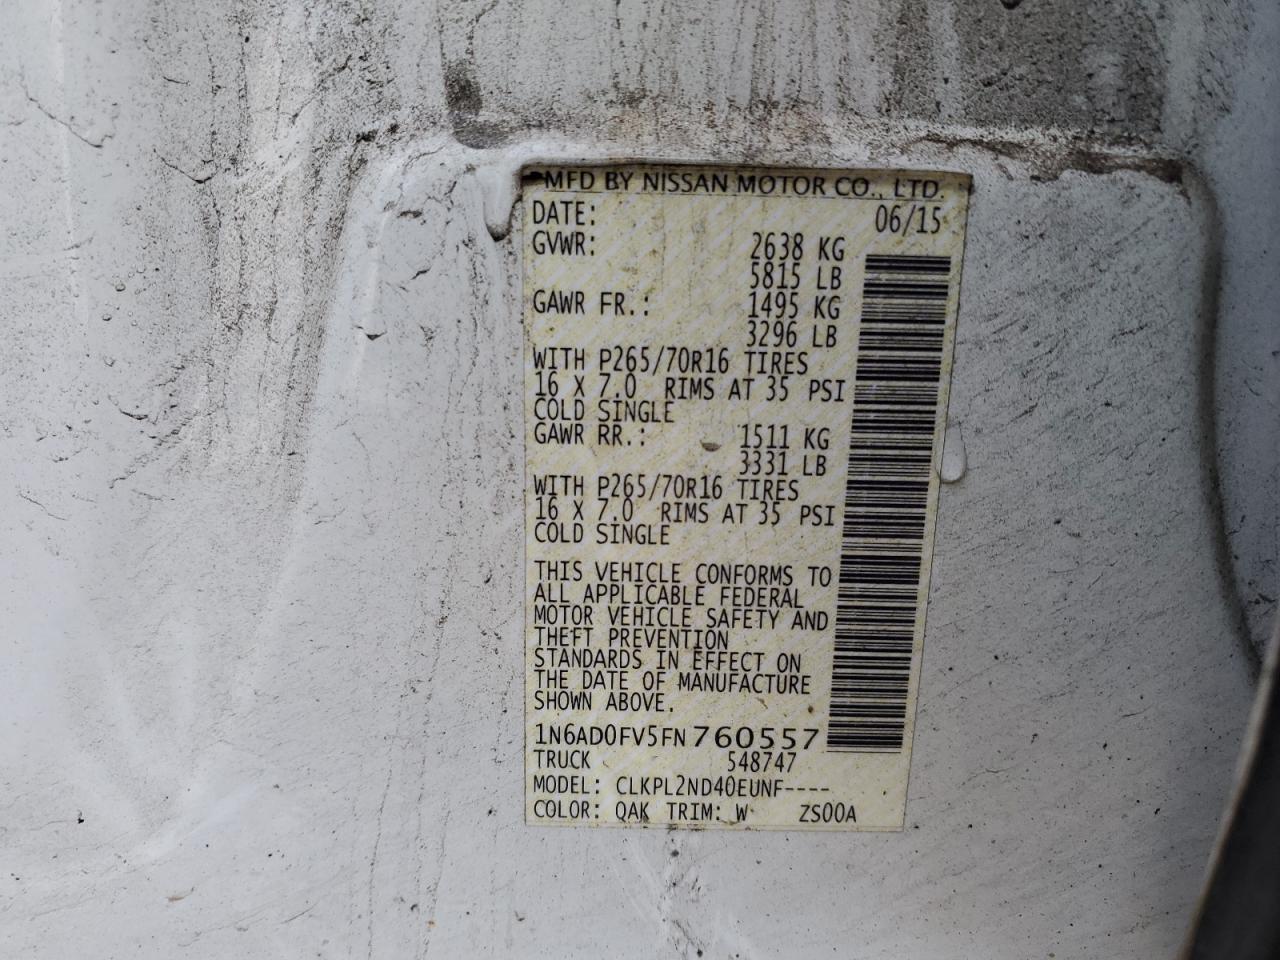 MFD BY NISSAN MOTOR CO., LTD.
DATE: 06/15
GVWR: 2638 KG
5815 LB
GAWR FR.: 1495 KG
3296 LB
WITH P265/70R16 TIRES
16 X 7.0 RIMS AT 35 PSI
COLD SINGLE
GAWR RR.: 1511 KG
3331 LB
WITH P265/70R16 TIRES
16 X 7.0 RIMS AT 35 PSI
COLD SINGLE
THIS VEHICLE CONFORMS TO
ALL APPLICABLE FEDERAL
MOTOR VEHICLE SAFETY AND
THEFT PREVENTION
STANDARDS IN EFFECT ON
THE DATE OF MANUFACTURE
SHOWN ABOVE.
1N6AD0FV5FN760557
TRUCK 548747
MODEL: CLKPL2ND40EUNF----
COLOR: QAK TRIM: W ZS00A